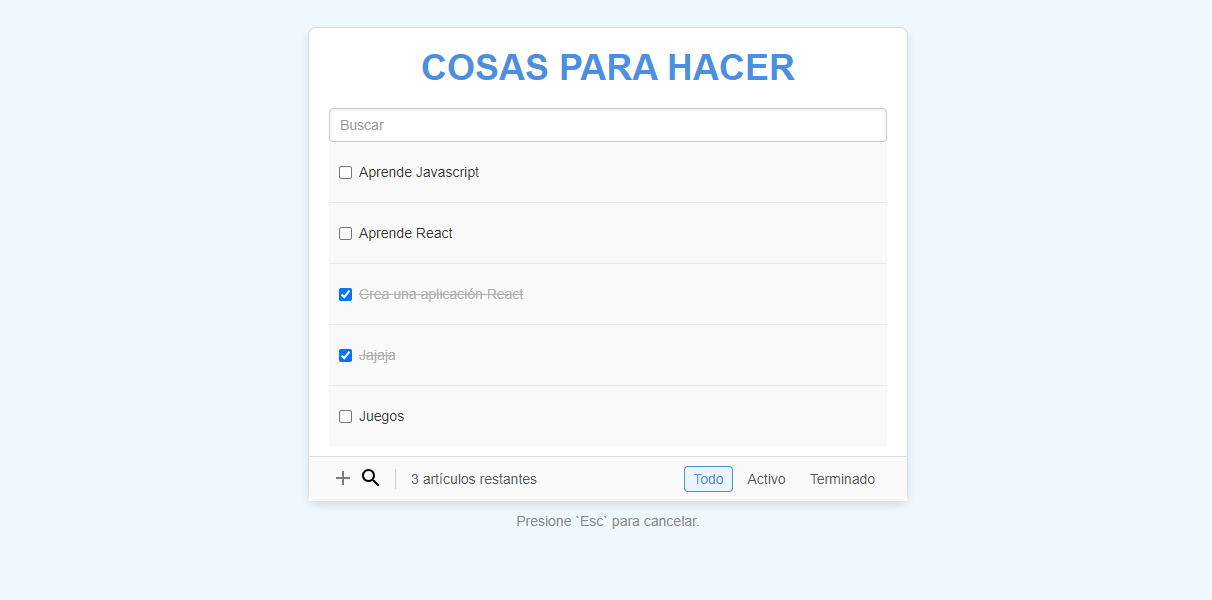 COSAS PARA HACER
Buscar
Aprende Javascript
Aprende React
Crea una aplicación React
Jajaja
Juegos
3 artículos restantes Todo Activo Terminado
Presione `Esc` para cancelar.